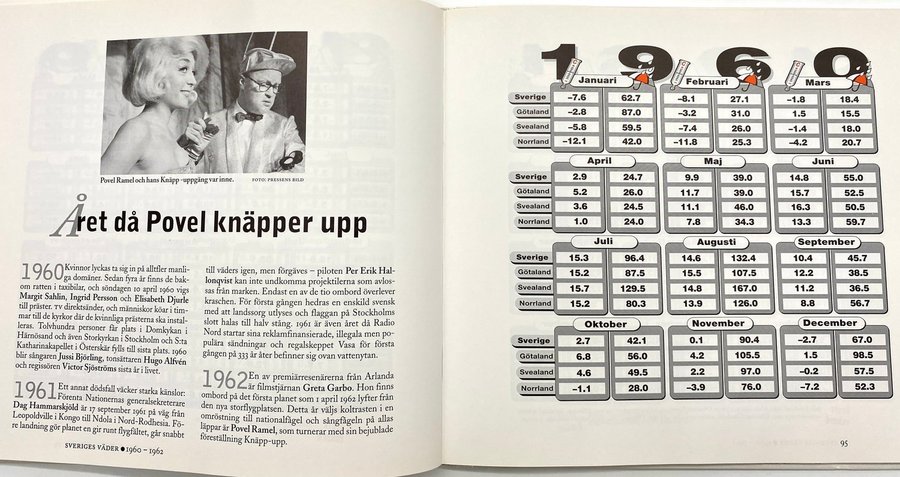 Povel Ramel och hans Knäpp -uppgång var inne.
FOTO: PRESSENS BILD
Året då Povel knäpper upp
1960 Kvinnor lyckas ta sig in på alltfler manli-
ga domäner. Sedan fyra år finns de bak-
om ratten i taxibilar, och söndagen 10 april 1960 vigs
Margit Sahlin, Ingrid Persson och Elisabeth Djurle
till präster. TV direktsänder, och människor köar i tim-
mar till de kyrkor där de kvinnliga prästerna ska instal-
leras. Tolvhundra personer får plats i Domkykan i
Härnösand och även Storkyrkan i Stockholm och S:ta
Katharinakapellet i Österskär fylls till sista plats. 1960
blir sångaren Jussi Björling, tonsättaren Hugo Alfvén
och regissören Victor Sjöströms sista år i livet.
1961 Ett annat dödsfall väcker starka känslor:
Förenta Nationernas generalsekreterare
Dag Hammarskjöld är 17 september 1961 på väg från
Leopoldville i Kongo till Ndola i Nord-Rodhesia. Fö-
re landning gör planet en gir runt flygfältet, går snabbt
till väders igen, men förgäves – piloten Per Erik Hal-
lonqvist kan inte undkomma projektilerna som avlos-
sas från marken. Endast en av de tio ombord överlever
kraschen. För första gången hedras en enskild svensk
med att landssorg utlyses och flaggan på Stockholms
slott halas till halv stång. 1961 är även året då Radio
Nord startar sina reklamfinansierade, illegala men po-
pulära sändningar och regalskeppet Vasa för första
gången på 333 år åter befinner sig ovan vattenytan.
1962 En av premiärresenärerna från Arlanda
är filmstjärnan Greta Garbo. Hon finns
ombord på det första planet som 1 april 1962 lyfter från
den nya storflygplatsen. Detta år väljs koltrasten i en
omröstning till nationalfågel och sångfågeln på allas
läppar är Povel Ramel, som turnerar med sin bejublade
föreställning Knäpp-upp.
SVERIGES VÄDER ● 1960 – 1962
1960
Januari Februari Mars
Sverige -7.6 62.7 -8.1 27.1 -1.8 18.4
Götaland -2.8 87.0 -3.2 31.0 1.5 15.5
Svealand -5.8 59.5 -7.4 26.0 -1.4 18.0
Norrland -12.1 42.0 -11.8 25.3 -4.2 20.7
April Maj Juni
Sverige 2.9 24.7 9.9 39.0 14.8 55.0
Götaland 5.2 26.0 11.7 39.0 15.7 52.5
Svealand 3.6 24.5 11.1 46.0 16.3 50.5
Norrland 1.0 24.0 7.8 34.3 13.3 59.7
Juli Augusti September
Sverige 15.3 96.4 14.6 132.4 10.4 45.7
Götaland 15.2 87.5 15.5 107.5 12.2 38.5
Svealand 15.7 129.5 14.8 167.0 11.2 36.5
Norrland 15.2 80.3 13.9 126.0 8.8 56.7
Oktober November December
Sverige 2.7 42.1 0.1 90.4 -2.7 67.0
Götaland 6.8 56.0 4.2 105.5 1.5 98.5
Svealand 4.6 49.5 2.2 97.0 -0.2 57.5
Norrland -1.1 28.0 -3.9 76.0 -7.2 52.3
95